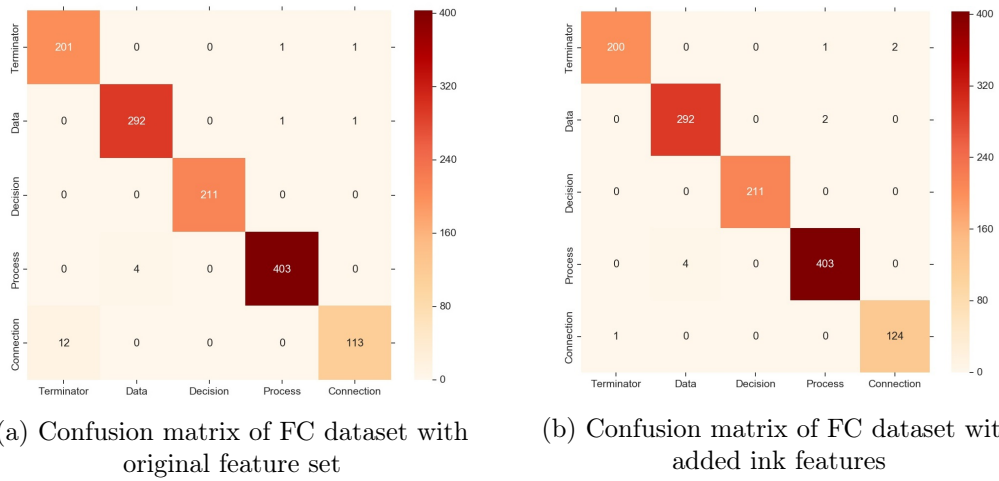 Terminator 201 0 0 1 1
Data 0 292 0 1 1
Decision 0 0 211 0 0
Process 0 4 0 403 0
Connection 12 0 0 0 113
Terminator Data Decision Process Connection
400
320
240
160
80
0
(a) Confusion matrix of FC dataset with
original feature set
Terminator 200 0 0 1 2
Data 0 292 0 2 0
Decision 0 0 211 0 0
Process 0 4 0 403 0
Connection 1 0 0 0 124
Terminator Data Decision Process Connection
400
320
240
160
80
0
(b) Confusion matrix of FC dataset wit
added ink features